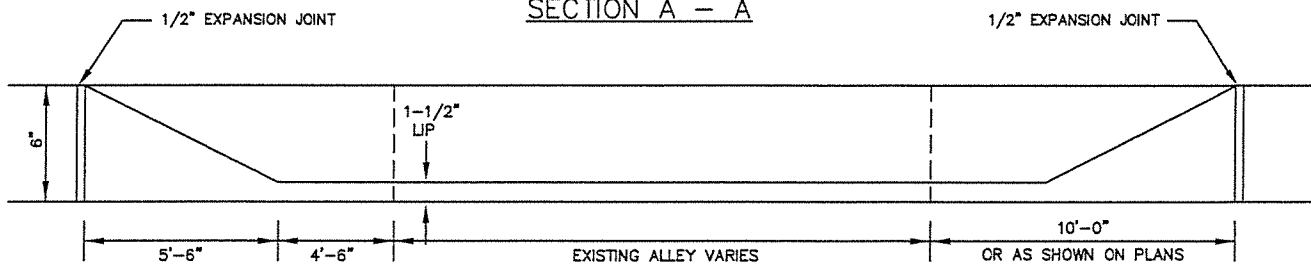 SECTION A - A
1/2" EXPANSION JOINT
1/2" EXPANSION JOINT
6"
1-1/2"
LIP
5'-6"
4'-6"
EXISTING ALLEY VARIES
10'-0"
OR AS SHOWN ON PLANS